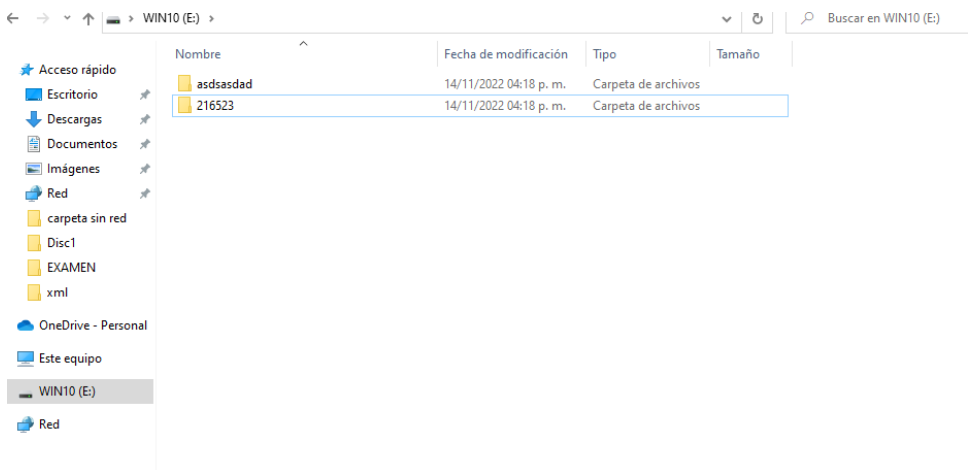 WIN10 (E:)
Buscar en WIN10 (E:)
Nombre
Fecha de modificación
Tipo
Tamaño
Acceso rápido
Escritorio
Descargas
Documentos
Imágenes
Red
carpeta sin red
Disc1
EXAMEN
xml
OneDrive - Personal
Este equipo
WIN10 (E:)
Red
asdsasdad 14/11/2022 04:18 p. m. Carpeta de archivos
216523 14/11/2022 04:18 p. m. Carpeta de archivos